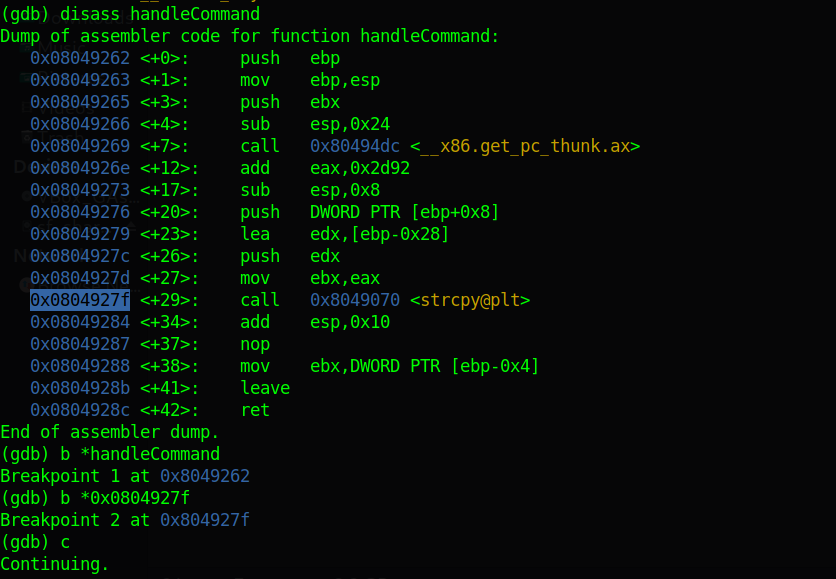 (gdb) disass handleCommand
Dump of assembler code for function handleCommand:
   0x08049262 <+0>:     push   ebp
   0x08049263 <+1>:     mov    ebp,esp
   0x08049265 <+3>:     push   ebx
   0x08049266 <+4>:     sub    esp,0x24
   0x08049269 <+7>:     call   0x80494dc <__x86.get_pc_thunk.ax>
   0x0804926e <+12>:    add    eax,0x2d92
   0x08049273 <+17>:    sub    esp,0x8
   0x08049276 <+20>:    push   DWORD PTR [ebp+0x8]
   0x08049279 <+23>:    lea    edx,[ebp-0x28]
   0x0804927c <+26>:    push   edx
   0x0804927d <+27>:    mov    ebx,eax
   0x0804927f <+29>:    call   0x8049070 <strcpy@plt>
   0x08049284 <+34>:    add    esp,0x10
   0x08049287 <+37>:    nop
   0x08049288 <+38>:    mov    ebx,DWORD PTR [ebp-0x4]
   0x0804928b <+41>:    leave
   0x0804928c <+42>:    ret
End of assembler dump.
(gdb) b *handleCommand
Breakpoint 1 at 0x8049262
(gdb) b *0x0804927f
Breakpoint 2 at 0x804927f
(gdb) c
Continuing.